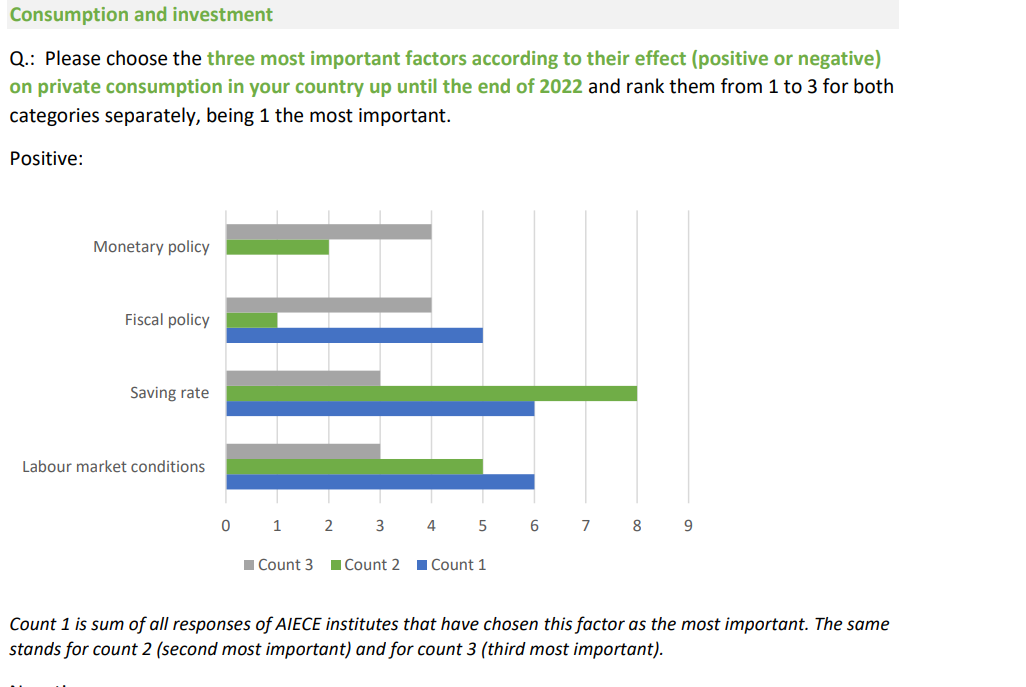 Consumption and investment
Q.: Please choose the three most important factors according to their effect (positive or negative)
on private consumption in your country up until the end of 2022 and rank them from 1 to 3 for both
categories separately, being 1 the most important.
Positive:
Monetary policy
Fiscal policy
Saving rate
Labour market conditions
0 1 2 3 4 5 6 7 8 9
Count 3 Count 2 Count 1
Count 1 is sum of all responses of AIECE institutes that have chosen this factor as the most important. The same
stands for count 2 (second most important) and for count 3 (third most important).